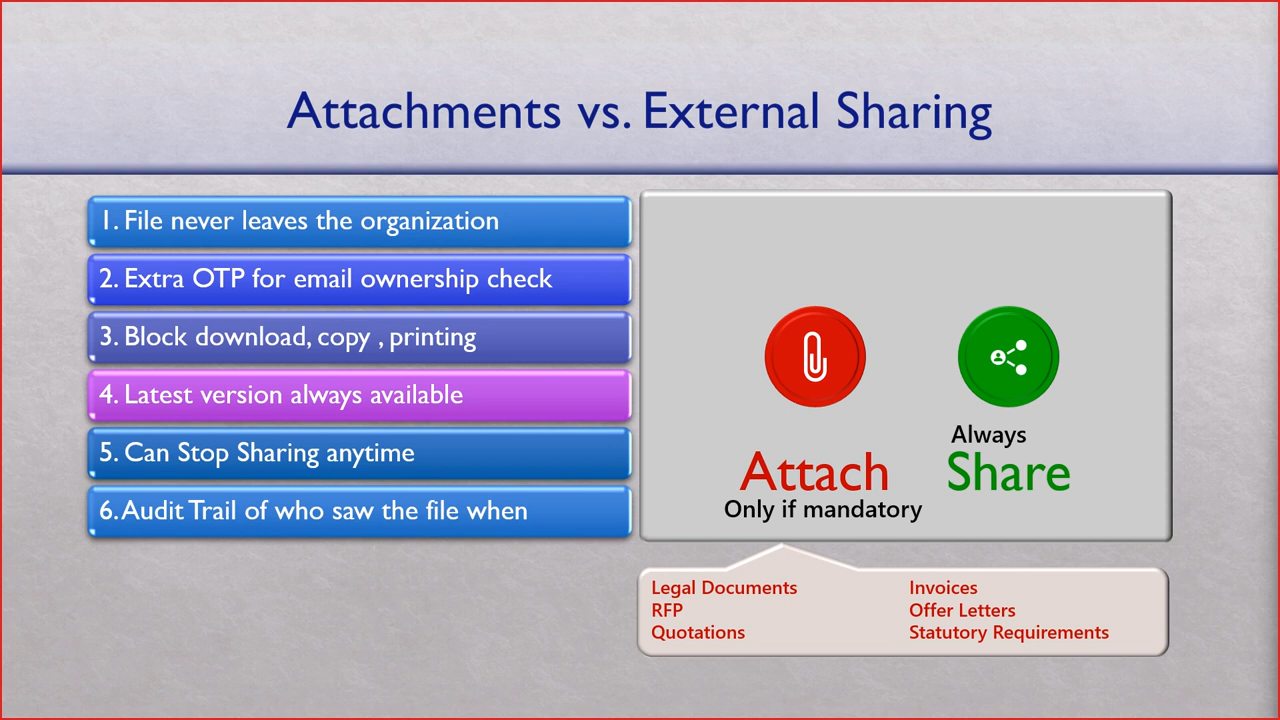 Attachments vs. External Sharing
1. File never leaves the organization
2. Extra OTP for email ownership check
3. Block download, copy , printing
4. Latest version always available
5. Can Stop Sharing anytime
6. Audit Trail of who saw the file when
Always
Attach
Share
Only if mandatory
Legal Documents
RFP
Quotations
Invoices
Offer Letters
Statutory Requirements